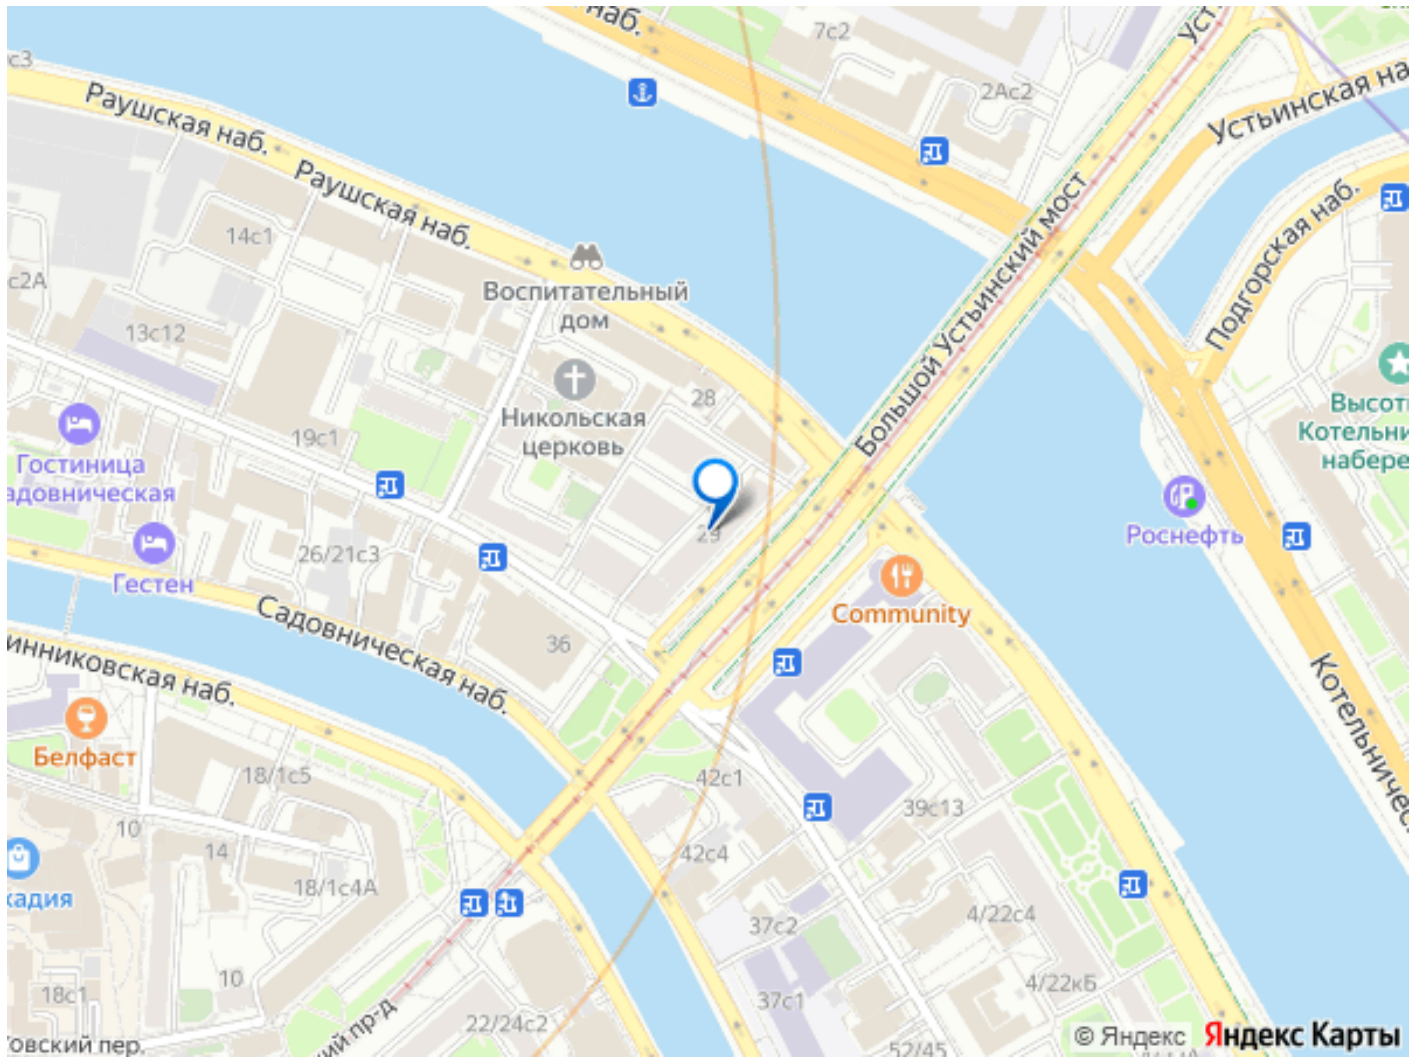 наб.
7с2
Уст.
с3
2Ас2
Устьинская на
Раушская наб.
Раушская наб.
Большой Устьинский мост
Подгорская наб.
14с1
с2А
Воспитательный
дом
13с12
Никольская
церковь
28
19с1
Высот
Котельни
набере
Гостиница
адовническая
29
Роснефть
26/21с3
Гестен
Community
Садовническая наб.
36
инниковская наб.
Котельническ
Белфаст
18/1с5
42с1
39с13
10
14
42с4
18/1с4А
кадия
37с2
4/22с4
10
4/22кБ
18с1
37с1
22/24с2
кий пр-д
овский пер.
52/45
© Яндекс Яндекс Карты